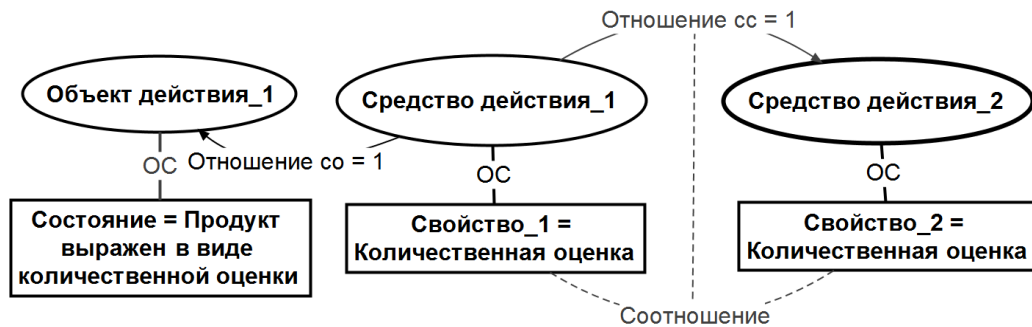 Отношение сс = 1
Объект действия_1
Средство действия_1
Средство действия_2
Отношение со = 1
ОС
ОС
ОС
Состояние = Продукт
выражен в виде
количественной оценки
Свойство_1 =
Количественная оценка
Свойство_2 =
Количественная оценка
Соотношение